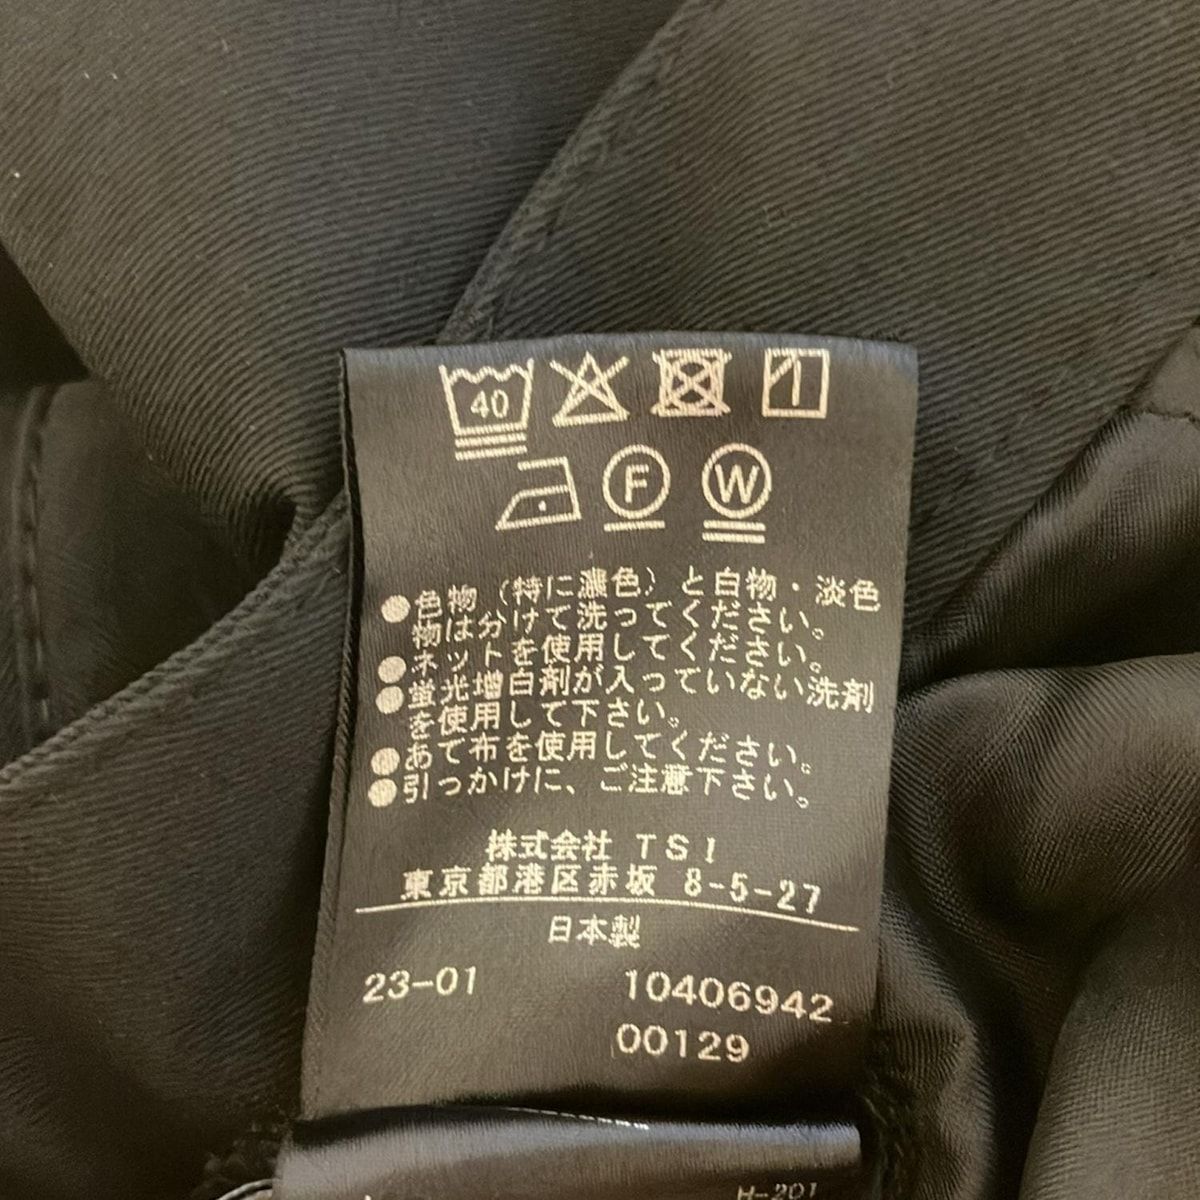 40
F W
●色物(特に濃色)と白物・淡色
物は分けて洗ってください。
●ネットを使用してください。
●蛍光増白剤が入っていない洗剤
を使用して下さい。
●あて布を使用してください。
●引っかけに、ご注意下さい。
株式会社 TSI
東京都港区赤坂 8-5-27
日本製
23-01 10406942
00129
H-201